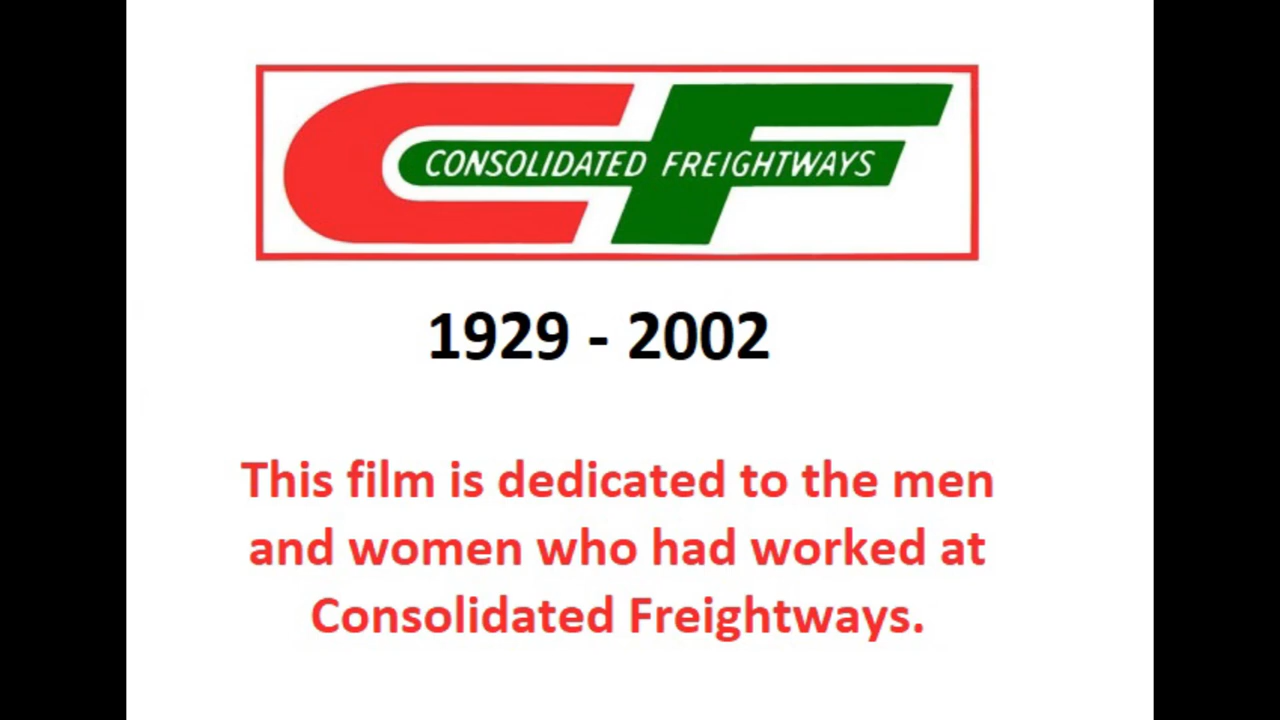 CF
CONSOLIDATED FREIGHTWAYS
1929 - 2002
This film is dedicated to the men
and women who had worked at
Consolidated Freightways.